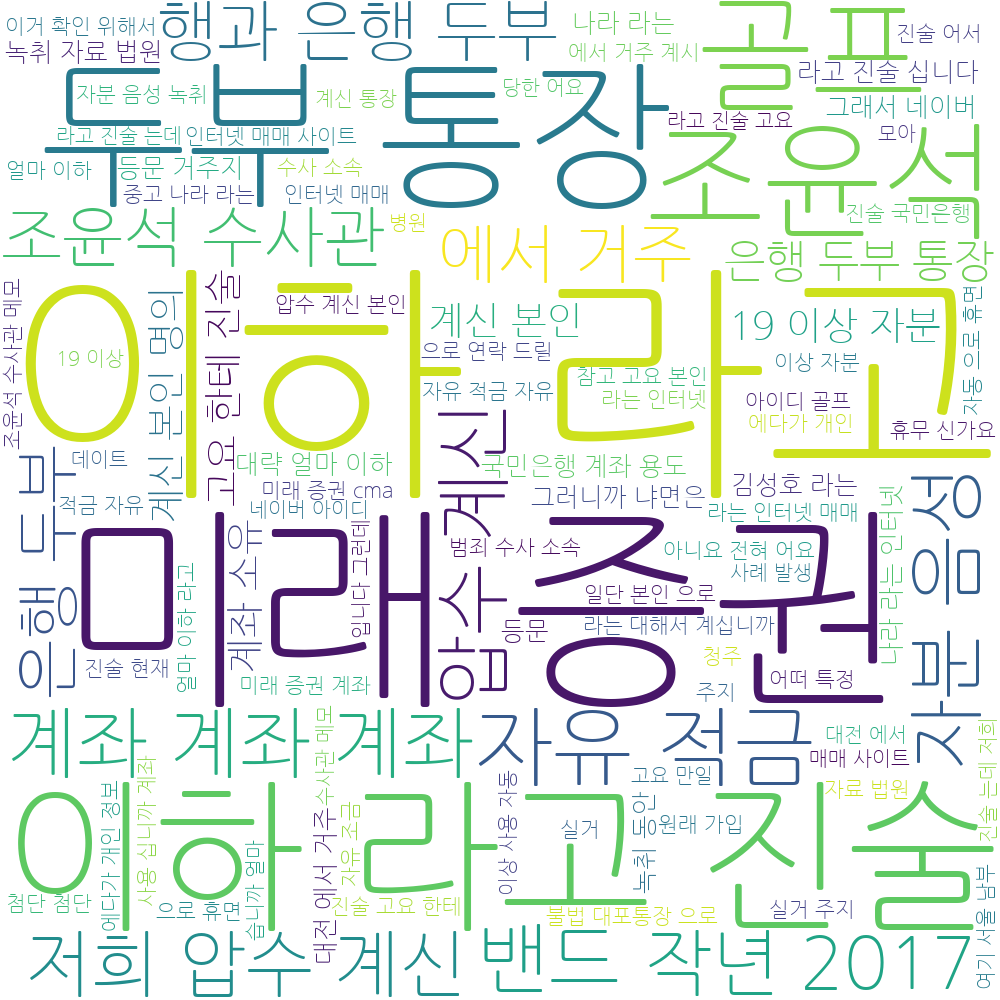 이거 확인 위해서
행과 은행 두부
나라 라는
골프
진술 어서
녹취 자료 법원
에서 거주 계시
라고 진술 십니다
두부 통장
자분 음성 녹취
계신 통장
당한 어요
그래서 네이버
라고 진술 는데
인터넷 매매 사이트
라고 진술 고요
모아
조윤석
얼마 이하
등문 거주지
수사 소속
중고 나라 라는
인터넷 매매
진술 국민은행
조윤석 수사관
병원
에서 거주
은행 두부 통장
이하 라고
조윤석 수사관 메모
계신 본인 명의
고요 한테 진술
압수 계신 본인
계신 본인
19 이상 자분
자동 으로 휴면
19 이상
으로 연락 드릴
이상 자분
참고 고요 본인
자유 적금 자유
라는 인터넷
아이디 골프
에다가 개인
휴무 신가요
은행 두부
데이트
대략 얼마 이하
국민은행 계좌 용도
미래 증권 cma
그러니까 냐면은
김성호 라는
적금 자유
네이버 아이디
라는 인터넷 매매
미래 증권
압수 계신
자분 음성
나라 라는 인터넷
계좌 소유
입니다 그런데
범죄 수사 소속
아니요 전혀 어요
사례 발생
얼마 이하 라고
일단 본인 으로
등문
라는 대해서 계십니까
진술 현재
청주
어떠 특정
미래 증권 계좌
주지
계좌 계좌 계좌
자유 적금
대전 에서
매매 사이트
진술 는데 저희
에다가 개인 정보
사용 십니까 계좌
수사관 메모
고요 만일
자료 법원
이하 라고 진술
이상 사용 자동
자유 조금
실거
녹취 동안
원래 가입
습니까 얼마
대전 에서 거주
첨단 첨단
으로 휴면
진술 고요 한테
불법 대포통장 으로
실거 주지
여기 서울 남부
저희 압수 계신
밴드
작년 2017